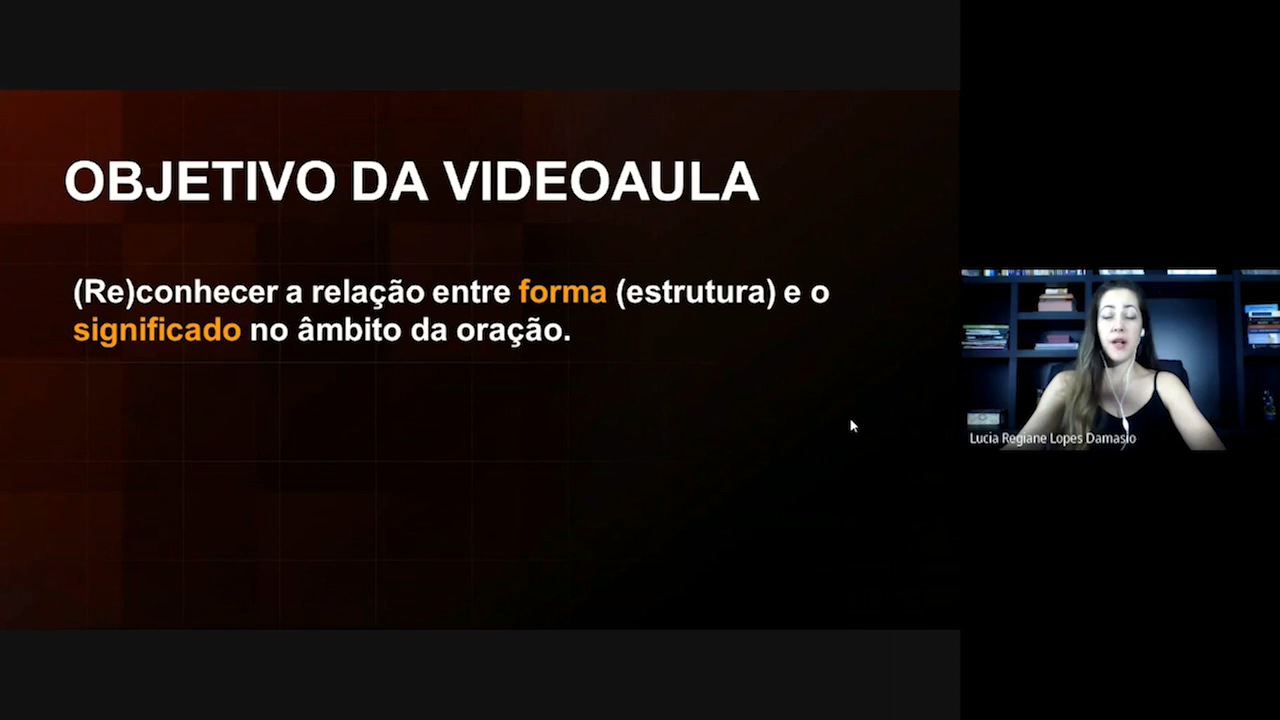 OBJETIVO DA VIDEOAULA
(Re)conhecer a relação entre forma (estrutura) e o
significado no âmbito da oração.
Lucia Regiane Lopes Damasio